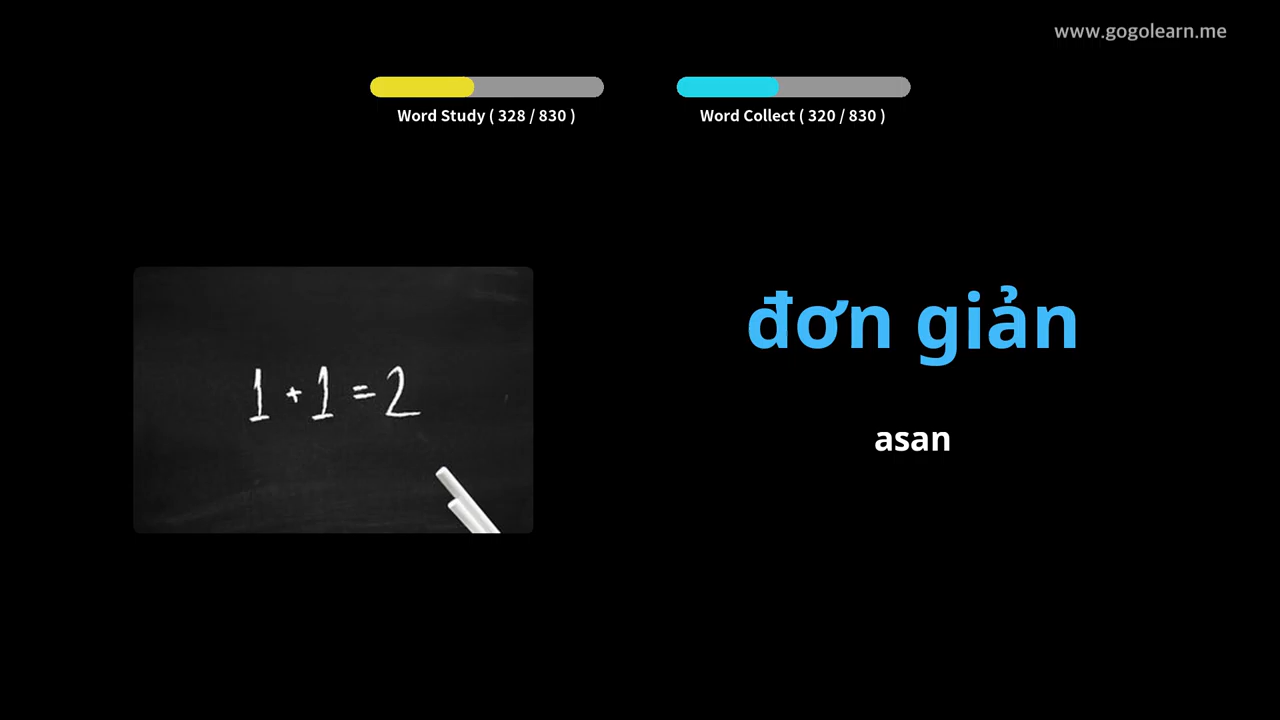 www.gogolearn.me
Word Study ( 328 / 830 )
Word Collect ( 320 / 830 )
1 + 1 = 2
đơn giản
asan